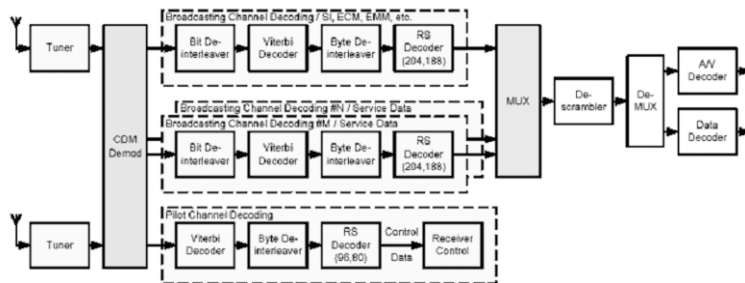 Broadcasting Channel Decoding / SI, ECM, EMM, etc.
Tuner
Bit De-
interleaver
Viterbi
Decoder
Byte De-
interleaver
RS
Decoder
(204,188)
CDM
Demod
Broadcasting Channel Decoding #N / Service Data
Broadcasting Channel Decoding #M / Service Data
Bit De-
interleaver
Viterbi
Decoder
Byte De-
interleaver
RS
Decoder
(204,188)
MUX
De-
scrambler
De-
MUX
A/V
Decoder
Data
Decoder
Tuner
Pilot Channel Decoding
Viterbi
Decoder
Byte De-
interleaver
RS
Decoder
(96,80)
Control
Data
Receiver
Control